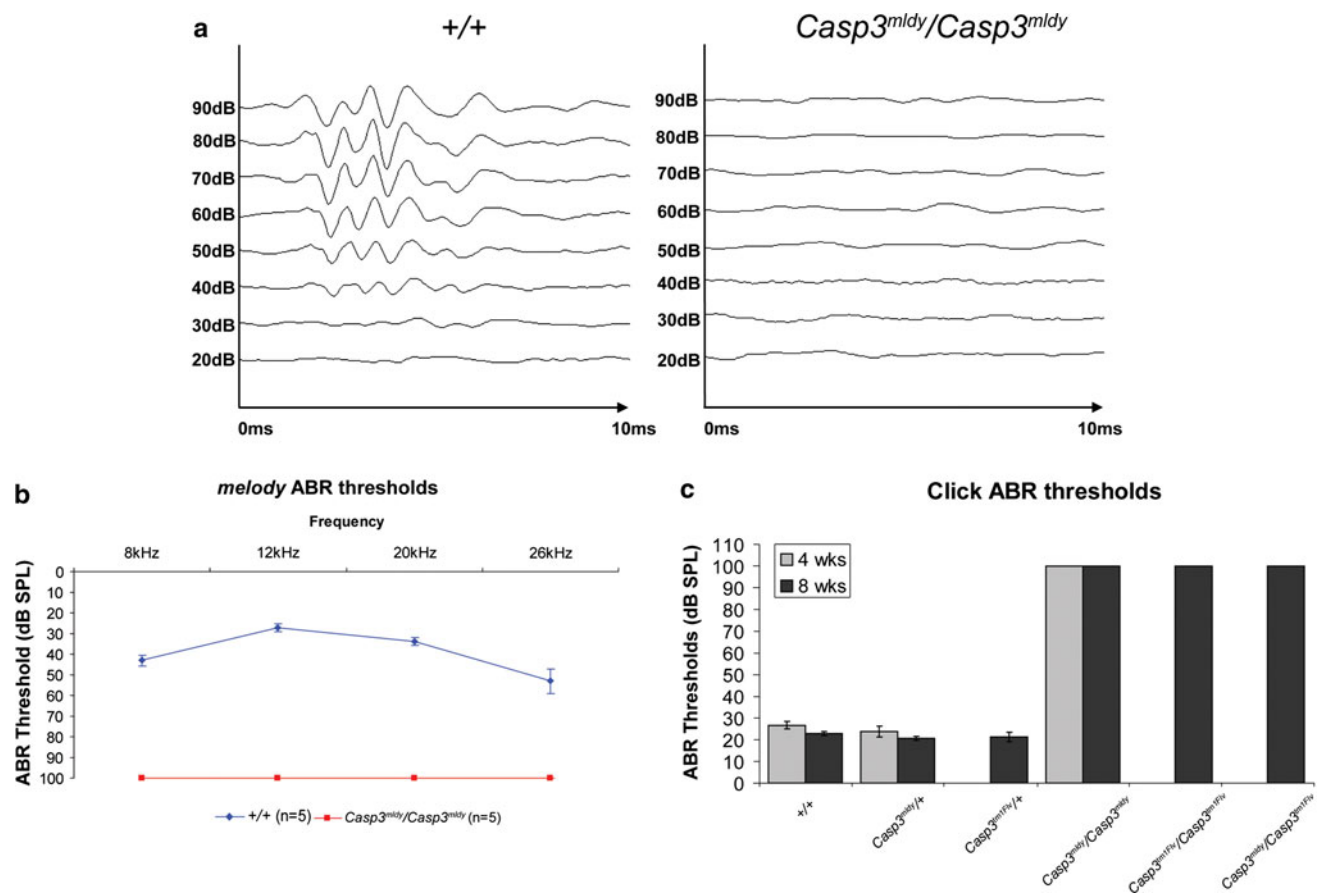 a
+/+
Casp3mldy/Casp3mldy
90dB
80dB
70dB
60dB
50dB
40dB
30dB
20dB
0ms
10ms
90dB
80dB
70dB
60dB
50dB
40dB
30dB
20dB
0ms
10ms
b
melody ABR thresholds
Frequency
8kHz 12kHz 20kHz 26kHz
ABR Threshold (dB SPL)
0
10
20
30
40
50
60
70
80
90
100
+/+ (n=5) Casp3mldy/Casp3mldy (n=5)
c
Click ABR thresholds
4 wks
8 wks
ABR Thresholds (dB SPL)
110
100
90
80
70
60
50
40
30
20
10
0
+/+
Casp3mldy/+
Casp3tm1Flv/+
Casp3mldy/Casp3mldy
Casp3tm1Flv/Casp3tm1Flv
Casp3mldy/Casp3tm1Flv